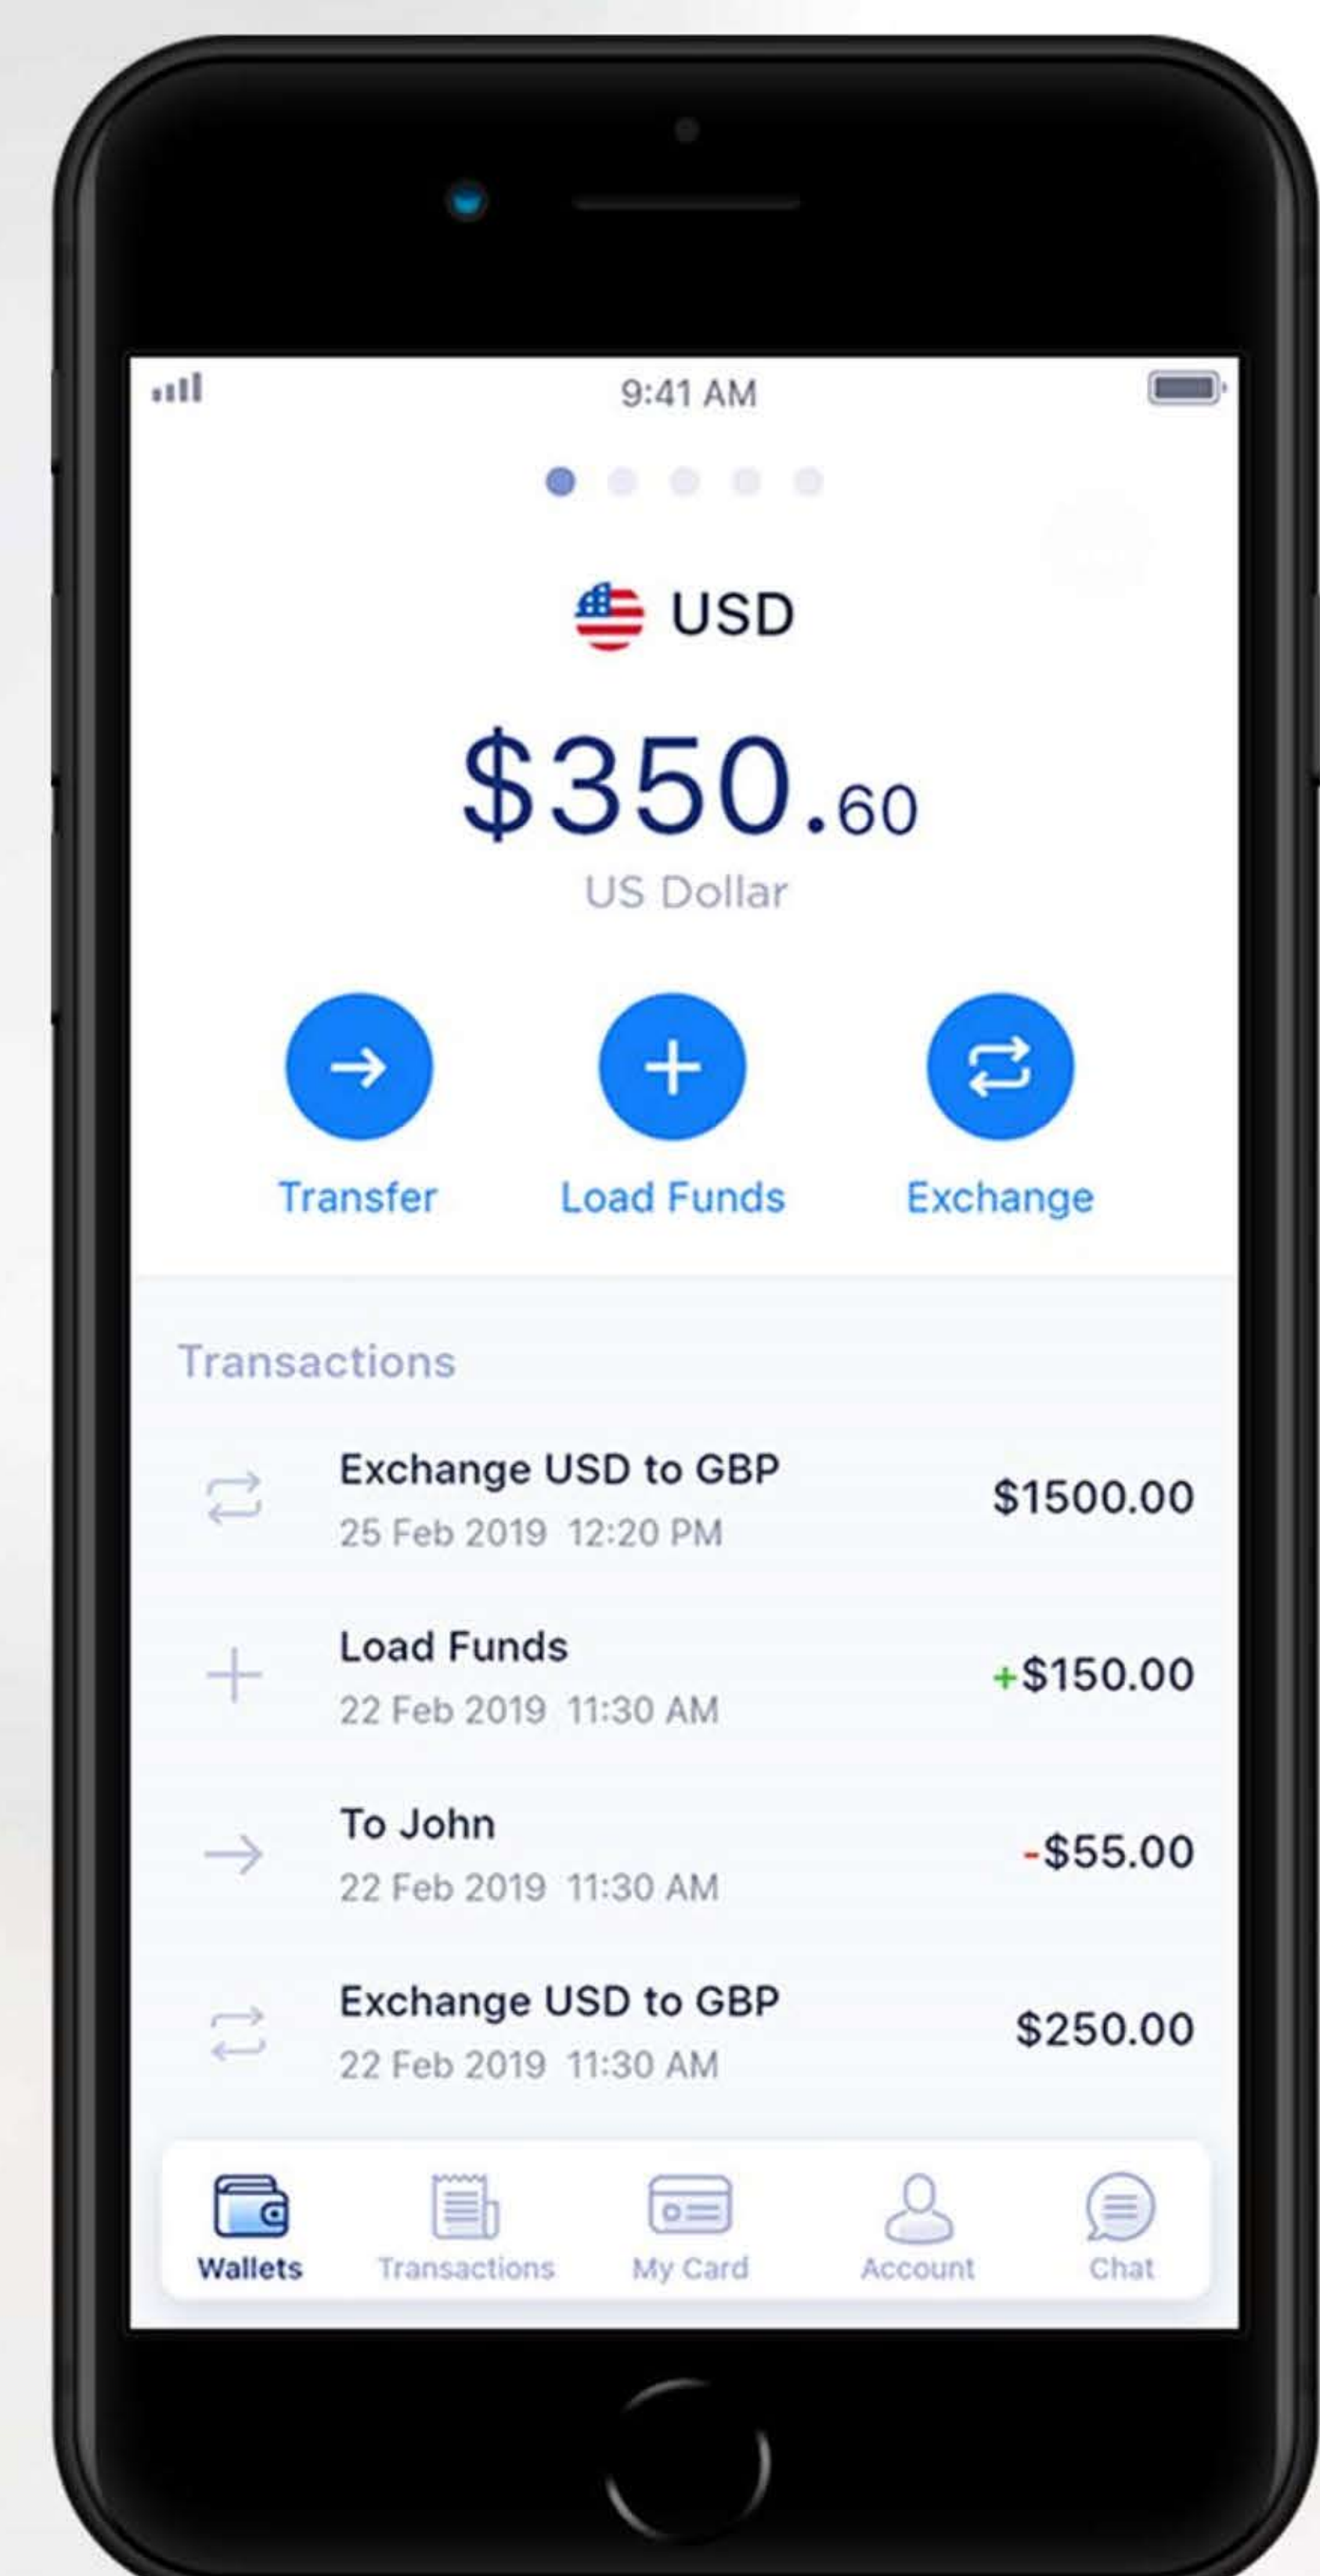 9:41 AM
USD
$350.60
US Dollar
Transfer Load Funds Exchange
Transactions
Exchange USD to GBP
$1500.00
25 Feb 2019 12:20 PM
Load Funds
+$150.00
22 Feb 2019 11:30 AM
To John
-$55.00
22 Feb 2019 11:30 AM
Exchange USD to GBP
$250.00
22 Feb 2019 11:30 AM
Wallets Transactions My Card Account Chat